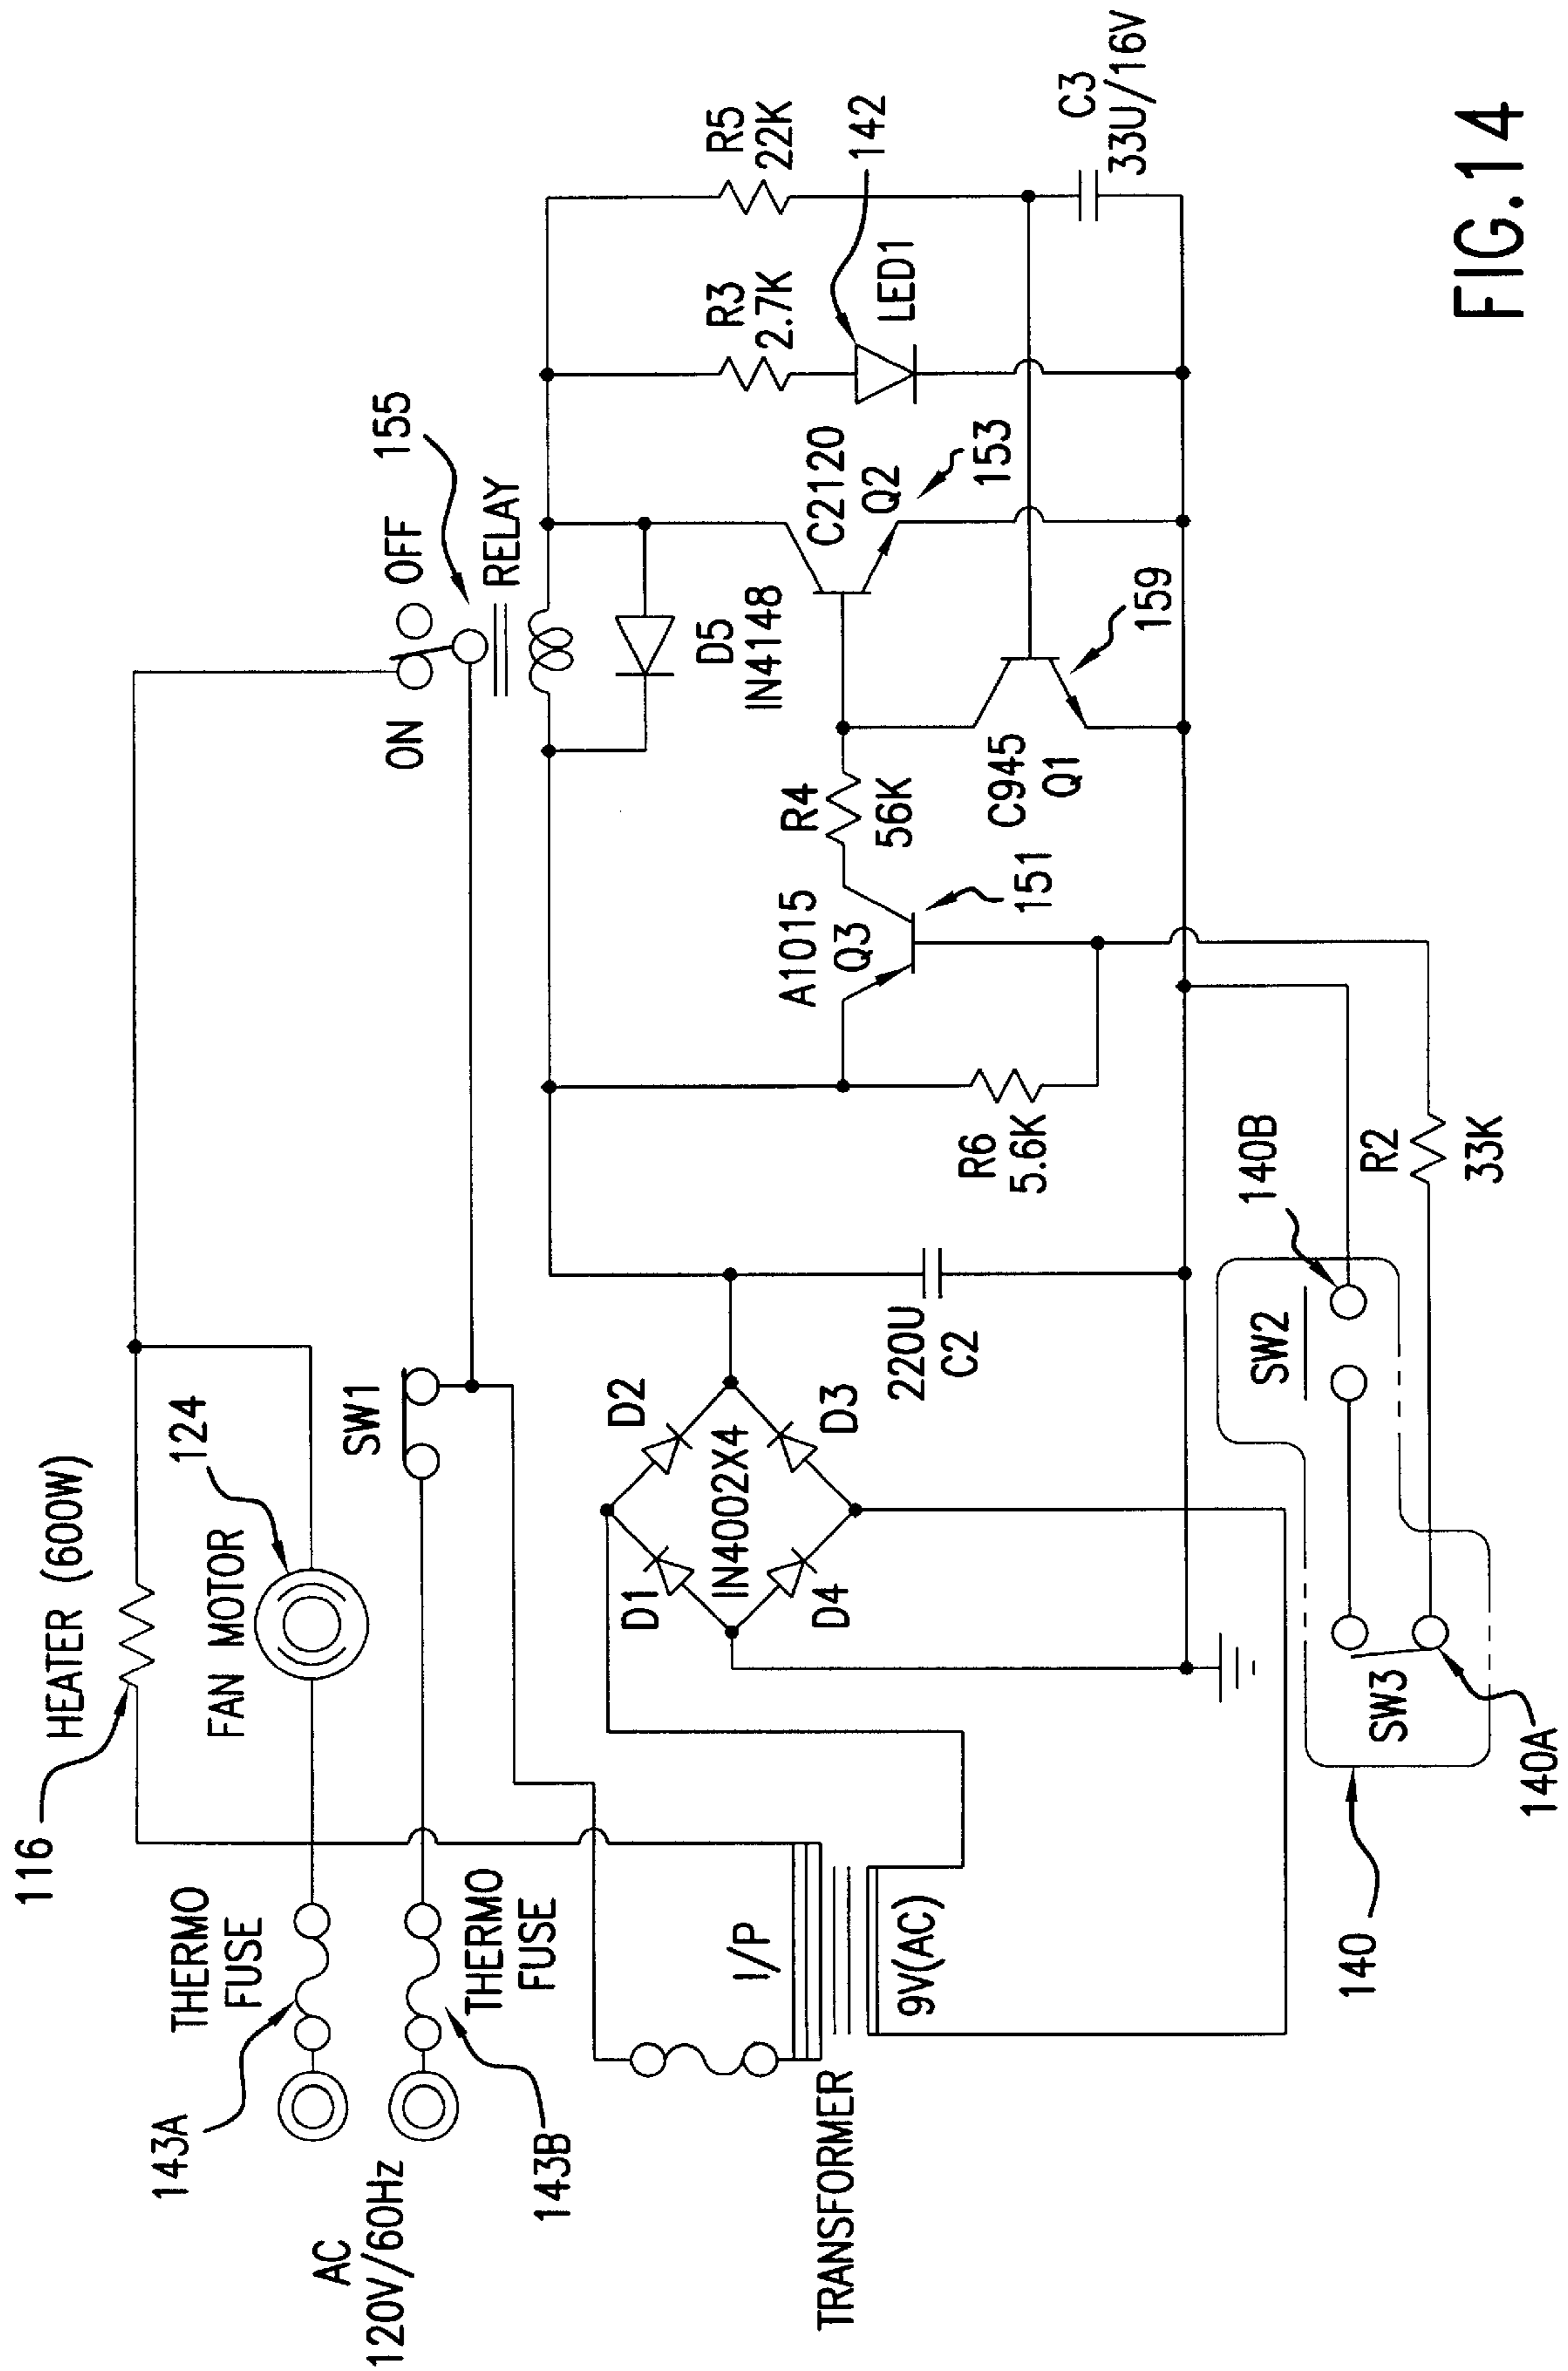 116
HEATER (600W)
143A
THERMO
FUSE
FAN MOTOR
124
AC
120V/60Hz
143B
THERMO
FUSE
SW1
ON
OFF
155
RELAY
TRANSFORMER
I/P
9V(AC)
D1
D2
IN4002X4
D4
D3
220U
C2
R6
5.6K
A1015
Q3
151
R4
56K
D5
IN4148
C945
Q1
159
C2120
Q2
153
R3
2.7K
R5
22K
LED1
142
C3
33U/16V
140
SW3
140A
SW2
140B
R2
33K
FIG.14